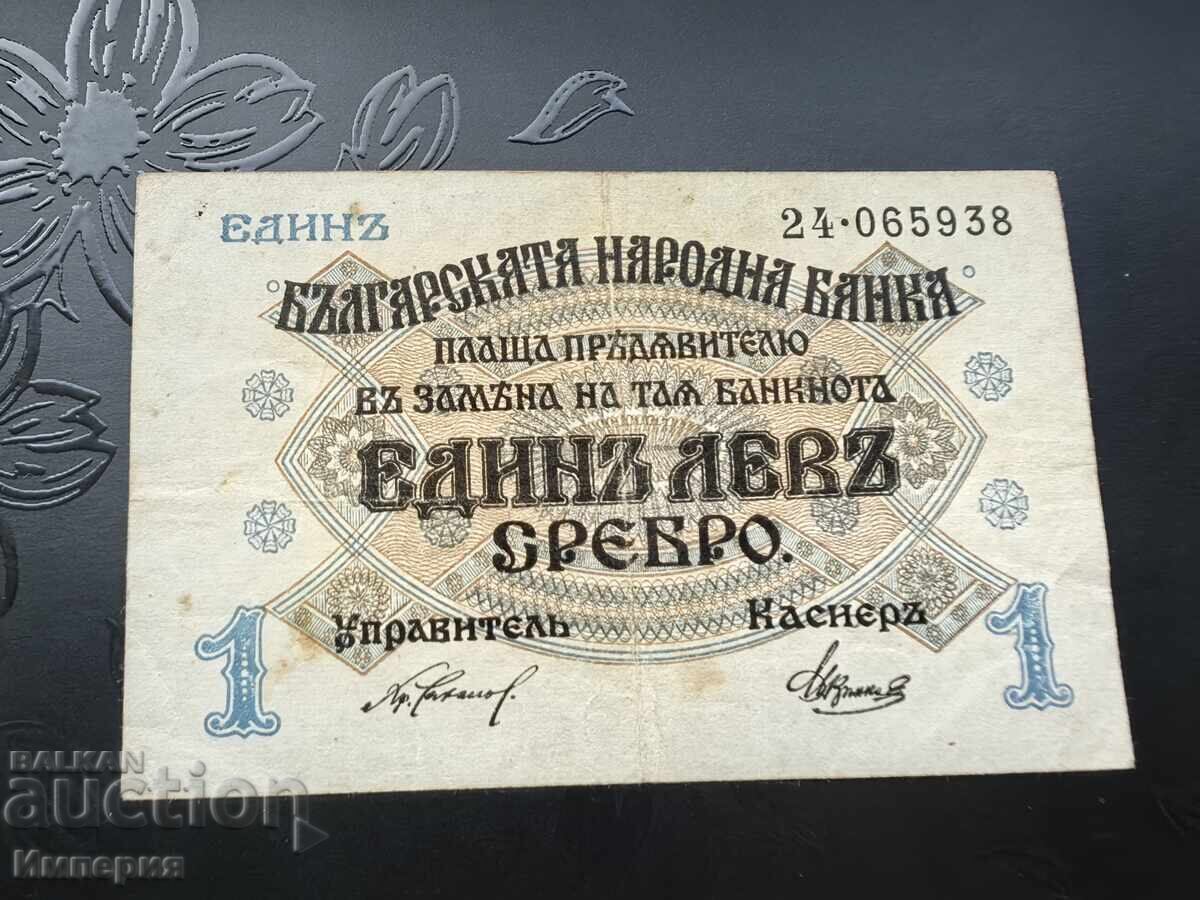 ЕДИНЪ
24·065938
БЪЛГАРСКАТА НАРОДНА БАНКА
ПЛАЩА ПРѢДЯВИТЕЛЮ
ВЪ ЗАМѢНА НА ТАЯ БАНКНОТА
ЕДИНЪ ЛЕВЪ
СРЕБРО.
УПРАВИТЕЛЬ КАСИЕРЪ
1 1
BALKAN
auction
Империя